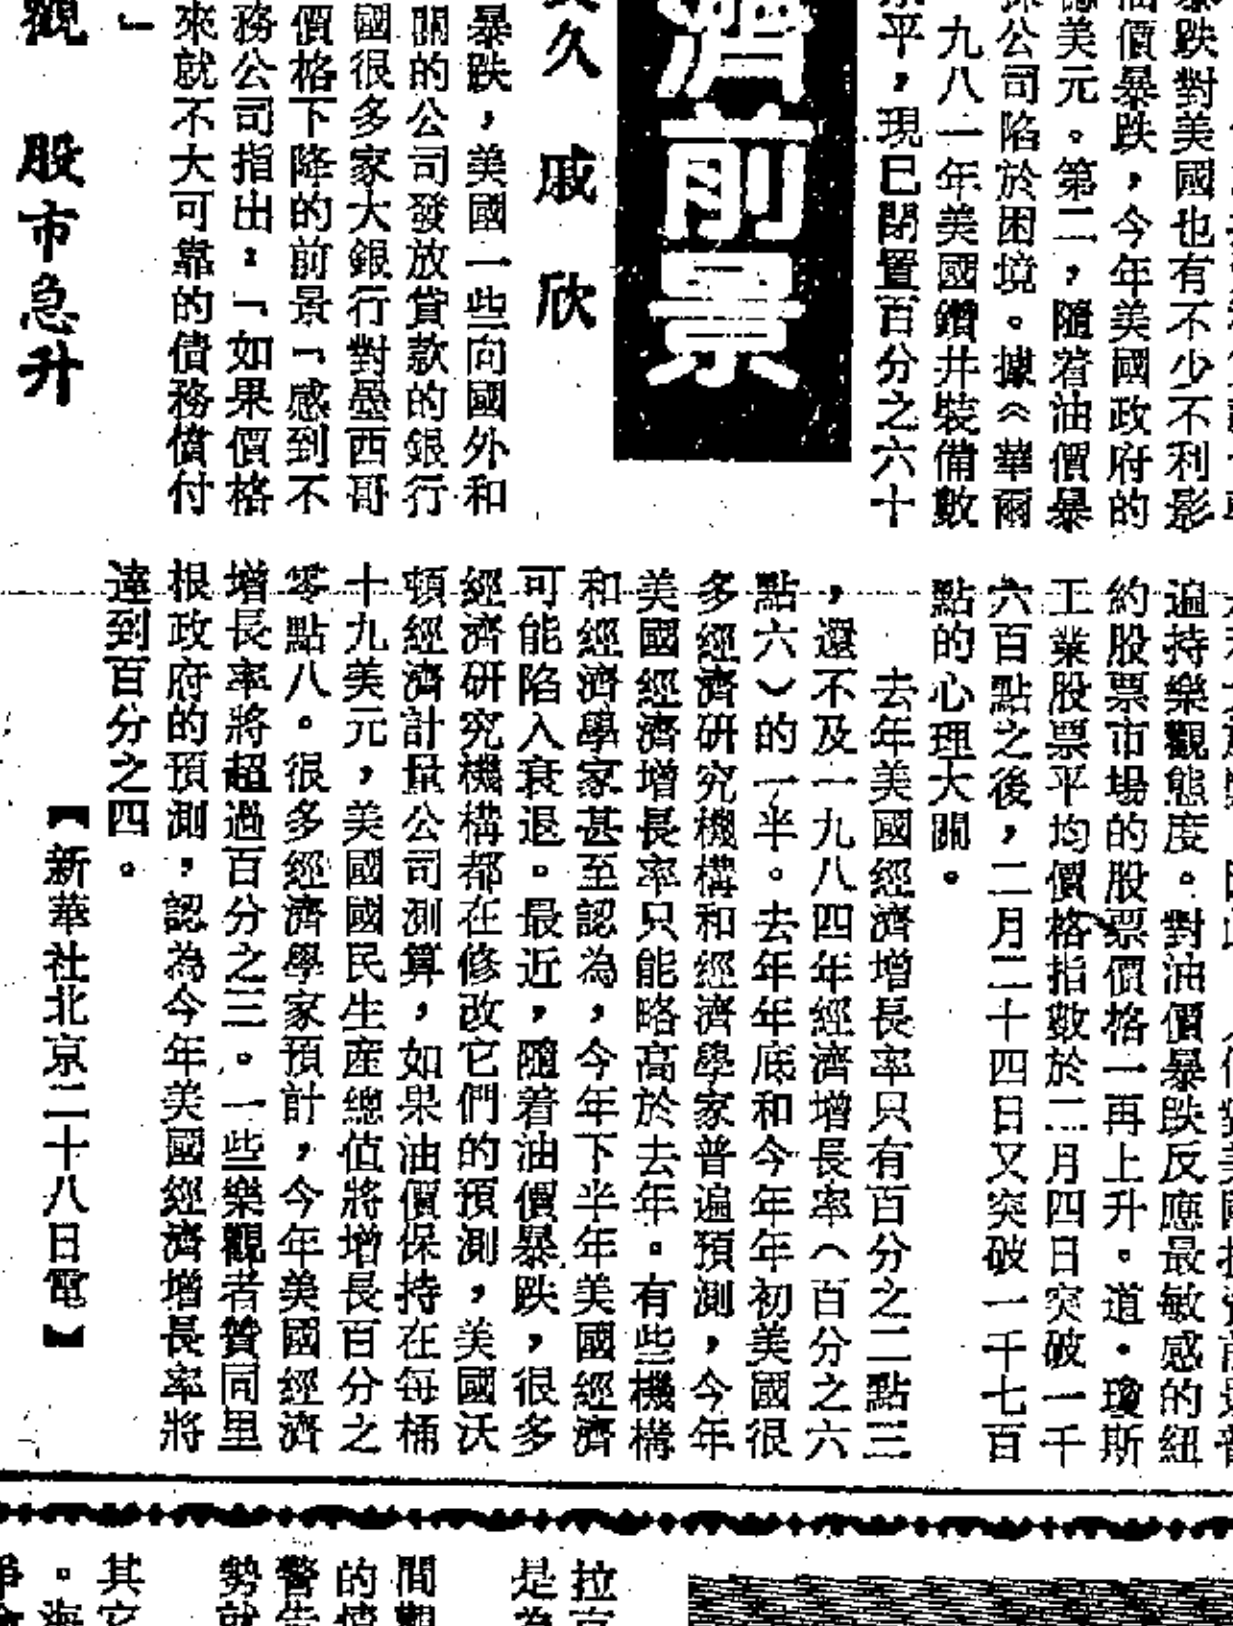 暴跌對美國也有不少不利影
油價暴跌，今年美國政府的
億美元。第二，隨着油價暴
探公司陷於困境。據《華爾
九八一年美國鑽井裝備數
水平，現已閒置百分之六十
濟前景
久　戚　欣
暴跌，美國一些向國外和
關的公司發放貸款的銀行
國很多家大銀行對墨西哥
價格下降的前景「感到不
務公司指出：「如果價格
來就不大可靠的債務償付
」
觀　股市急升
遍持樂觀態度。對油價暴跌反應最敏感的紐
約股票市場的股票價格一再上升。道・瓊斯
工業股票平均價格指數於二月四日突破一千
六百點之後，二月二十四日又突破一千七百
點的心理大關。
去年美國經濟增長率只有百分之二點三
，還不及一九八四年經濟增長率（百分之六
點六）的一半。去年年底和今年年初美國很
多經濟研究機構和經濟學家普遍預測，今年
美國經濟增長率只能略高於去年。有些機構
和經濟學家甚至認為，今年下半年美國經濟
可能陷入衰退。最近，隨着油價暴跌，很多
經濟研究機構都在修改它們的預測，美國沃
頓經濟計量公司測算，如果油價保持在每桶
十九美元，美國國民生産總值將增長百分之
零點八。很多經濟學家預計，今年美國經濟
增長率將超過百分之三。一些樂觀者贊同里
根政府的預測，認為今年美國經濟增長率將
達到百分之四。
【新華社北京二十八日電】
拉
是
間
的
警
勢就
其它
。海